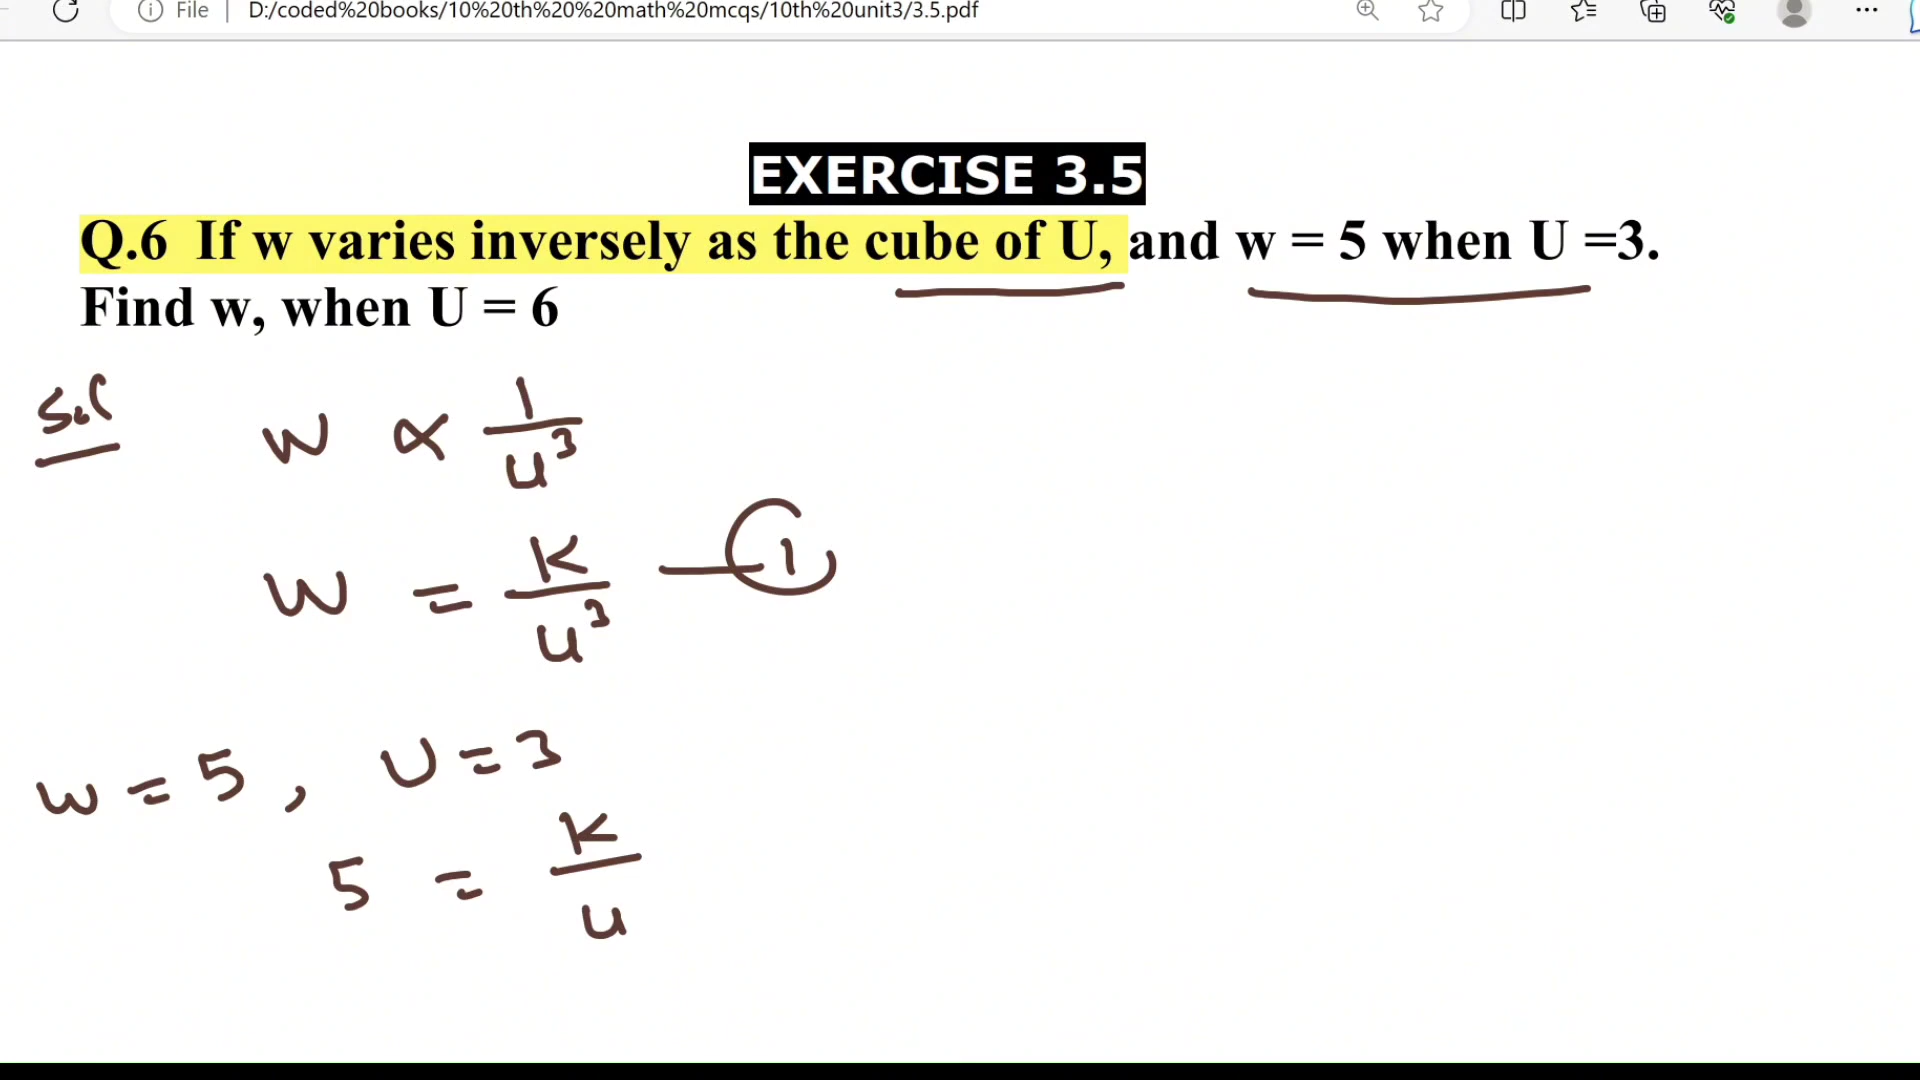 File | D:/coded%20books/10%20th%20%20math%20mcqs/10th%20unit3/3.5.pdf
EXERCISE 3.5
Q.6 If w varies inversely as the cube of U, and w = 5 when U =3.
Find w, when U = 6
Sol
w ∝ 1/u³
w = k/u³ —①
w = 5 , U = 3
5 = k/u